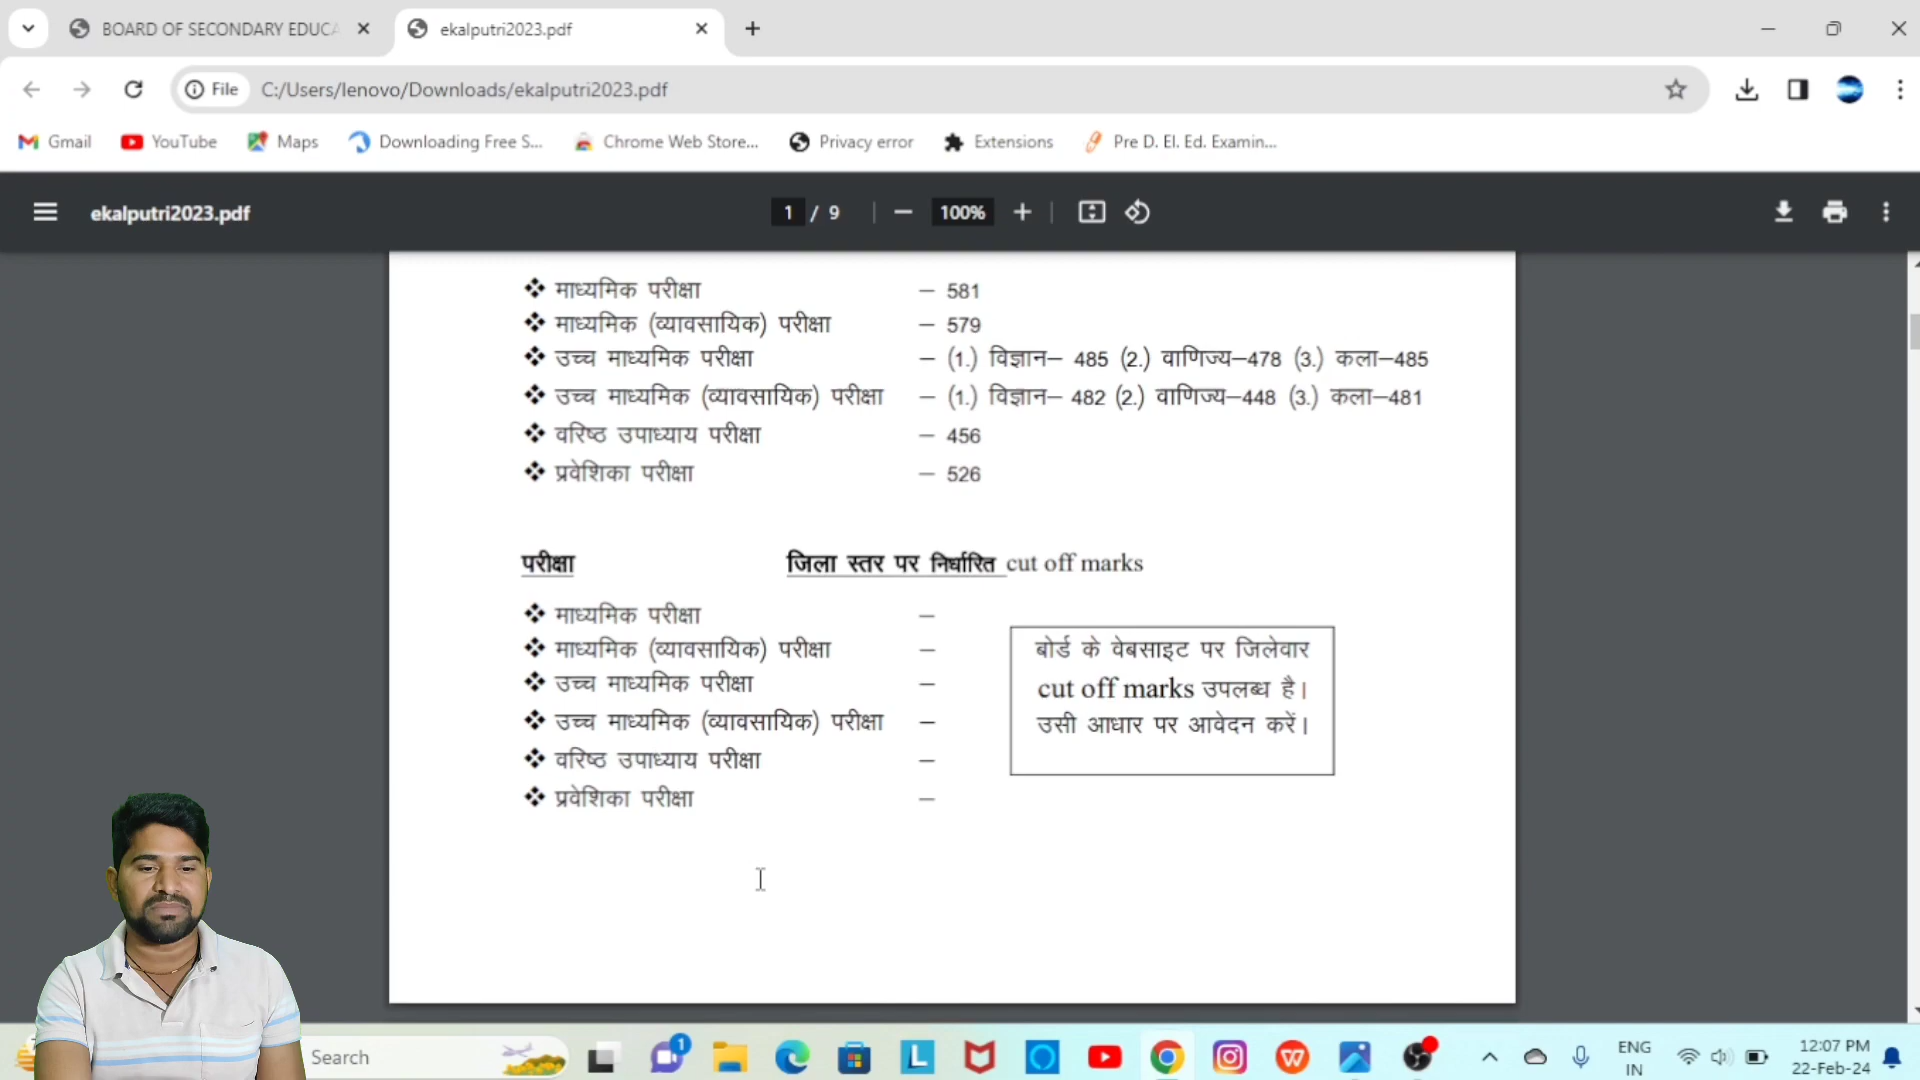 BOARD OF SECONDARY EDUCA
ekalputri2023.pdf
File
C:/Users/lenovo/Downloads/ekalputri2023.pdf
Gmail
YouTube
Maps
Downloading Free S...
Chrome Web Store...
Privacy error
Extensions
Pre D. El. Ed. Examin...
ekalputri2023.pdf
1 / 9
100%
❖ माध्यमिक परीक्षा – 581
❖ माध्यमिक (व्यावसायिक) परीक्षा – 579
❖ उच्च माध्यमिक परीक्षा – (1.) विज्ञान– 485 (2.) वाणिज्य–478 (3.) कला–485
❖ उच्च माध्यमिक (व्यावसायिक) परीक्षा – (1.) विज्ञान– 482 (2.) वाणिज्य–448 (3.) कला–481
❖ वरिष्ठ उपाध्याय परीक्षा – 456
❖ प्रवेशिका परीक्षा – 526
परीक्षा जिला स्तर पर निर्धारित cut off marks
❖ माध्यमिक परीक्षा –
❖ माध्यमिक (व्यावसायिक) परीक्षा –
❖ उच्च माध्यमिक परीक्षा –
❖ उच्च माध्यमिक (व्यावसायिक) परीक्षा –
❖ वरिष्ठ उपाध्याय परीक्षा –
❖ प्रवेशिका परीक्षा –
बोर्ड के वेबसाइट पर जिलेवार
cut off marks उपलब्ध है।
उसी आधार पर आवेदन करें।
Search
1
ENG
IN
12:07 PM
22-Feb-24